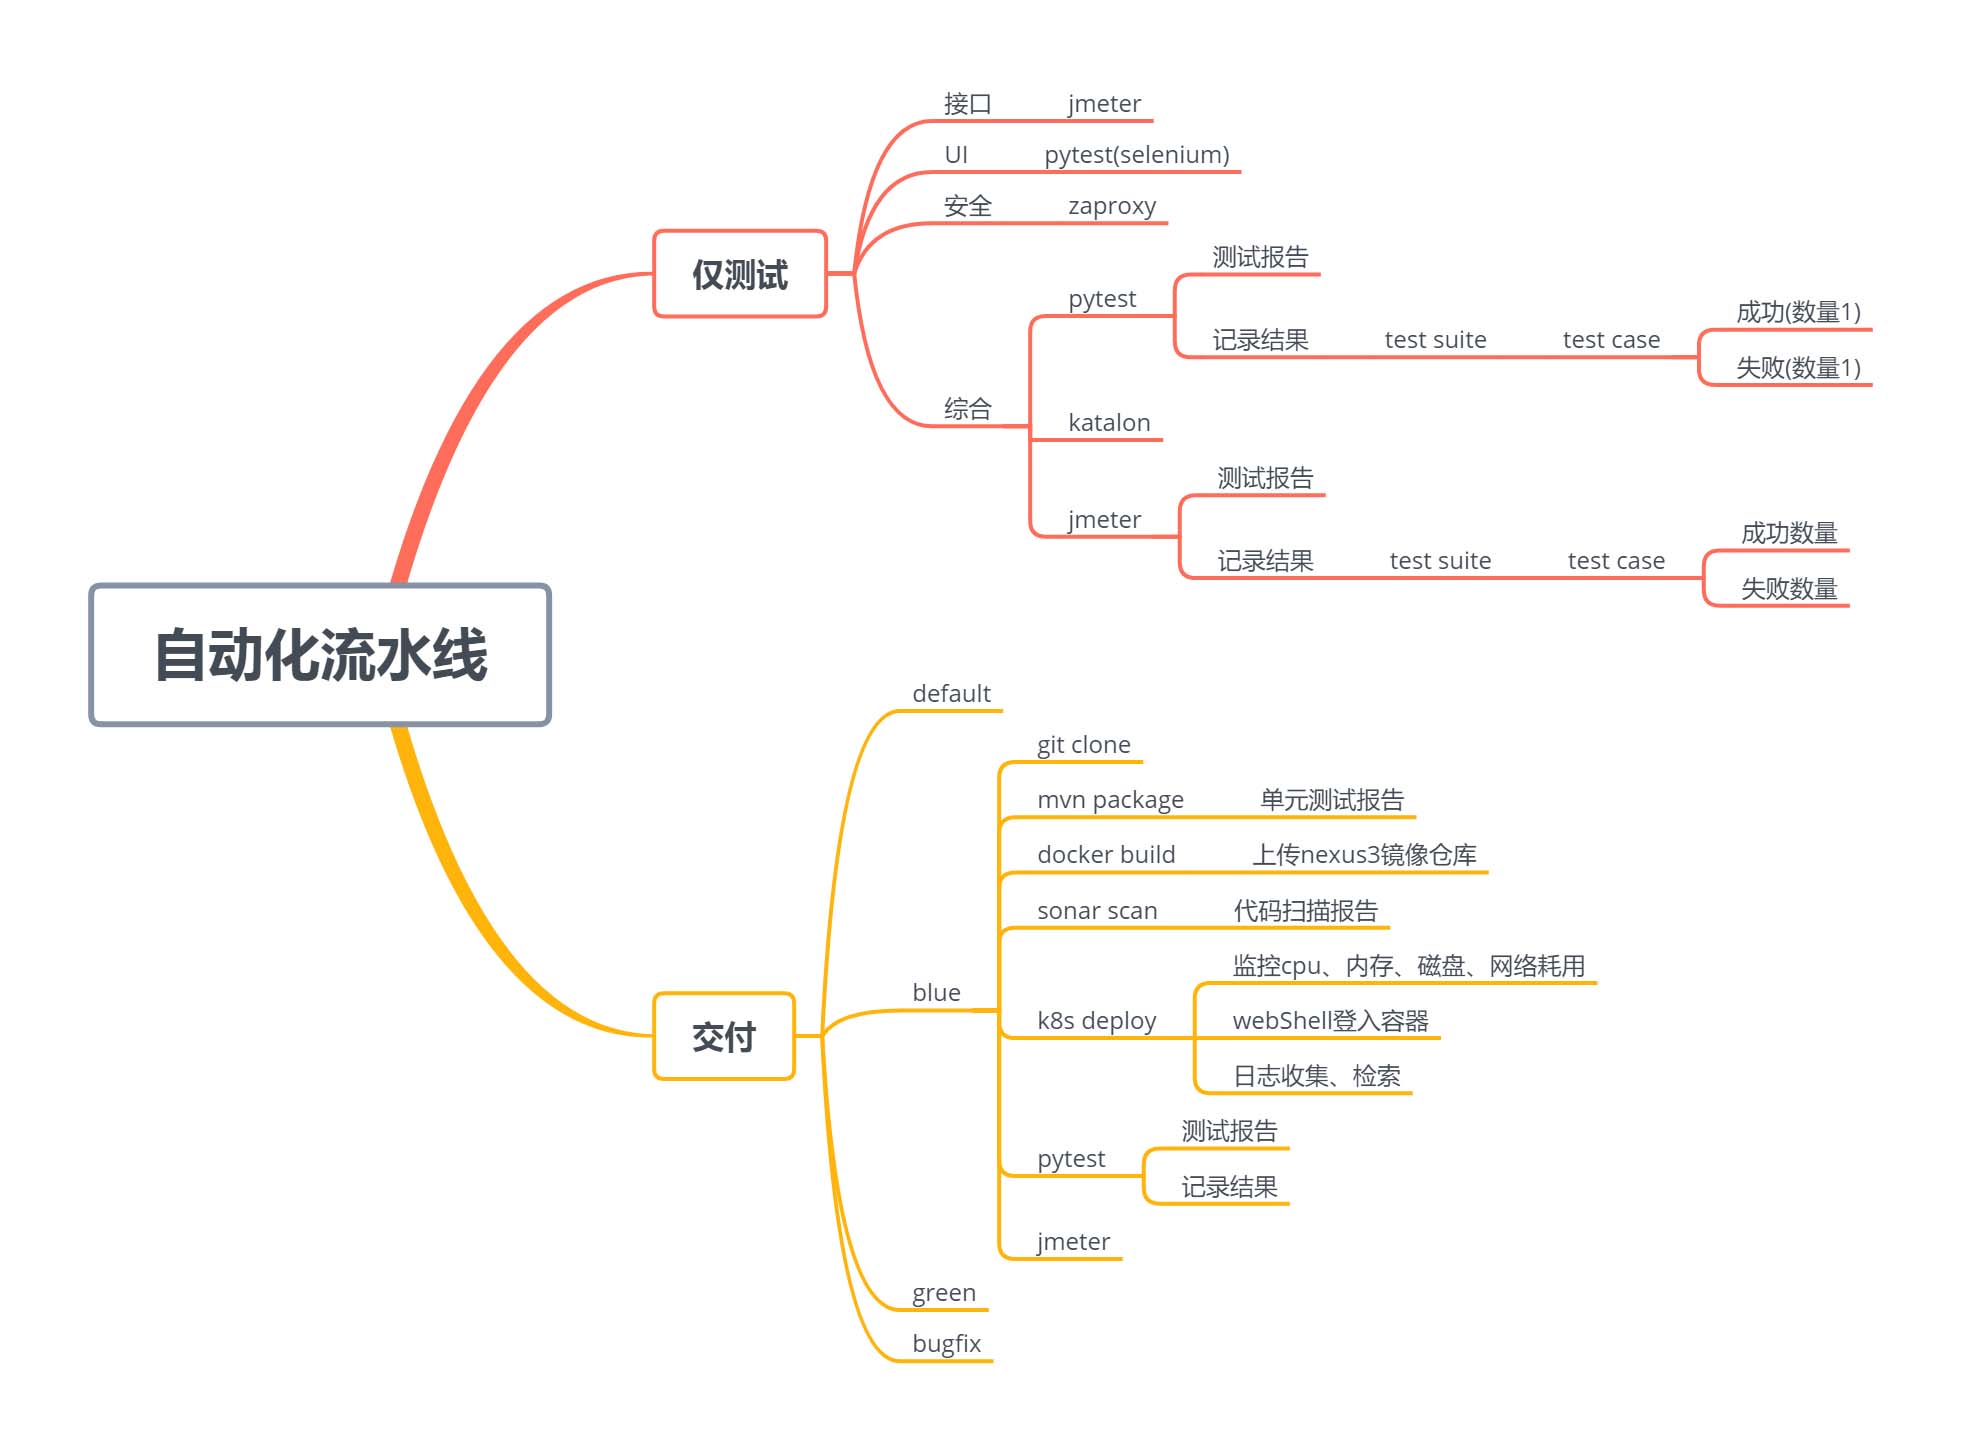 自动化流水线
仅测试
接口
jmeter
UI
pytest(selenium)
安全
zaproxy
综合
pytest
测试报告
记录结果
test suite
test case
成功(数量1)
失败(数量1)
katalon
jmeter
测试报告
记录结果
test suite
test case
成功数量
失败数量
交付
default
blue
git clone
mvn package
单元测试报告
docker build
上传nexus3镜像仓库
sonar scan
代码扫描报告
k8s deploy
监控cpu、内存、磁盘、网络耗用
webShell登入容器
日志收集、检索
pytest
测试报告
记录结果
jmeter
green
bugfix